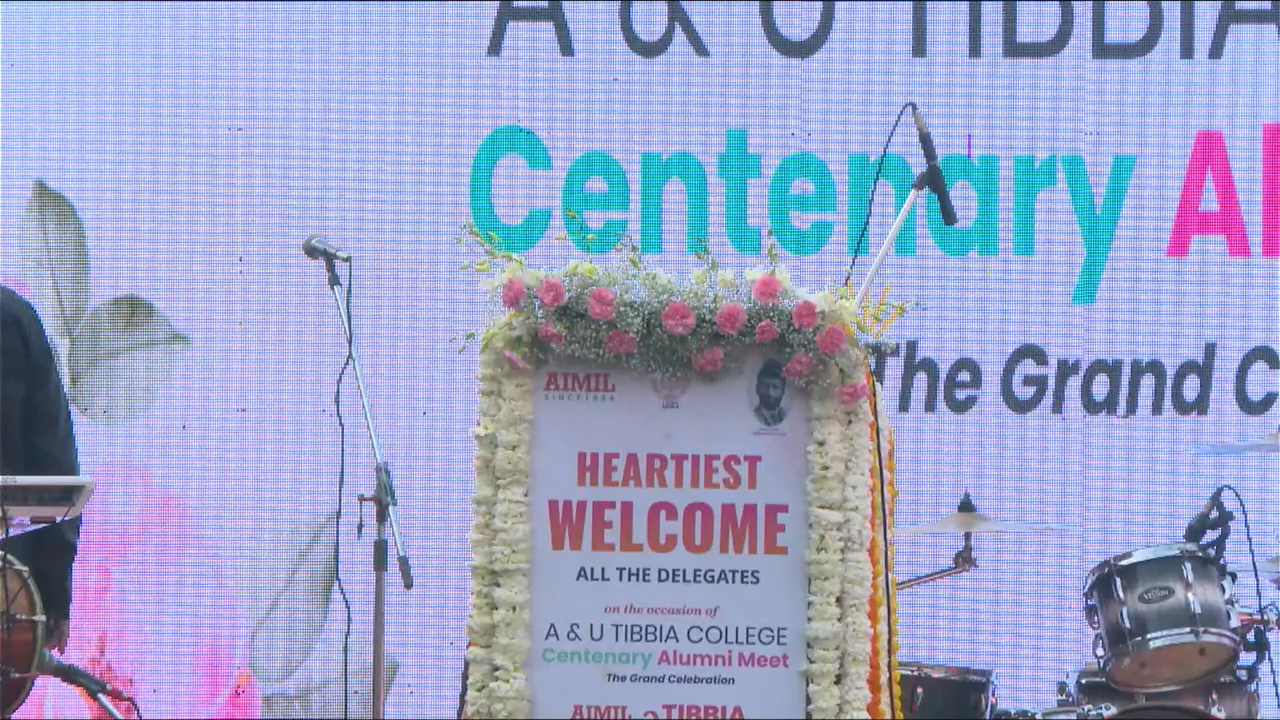 A & U TIBBIA
Centenary Al
The Grand C
AIMIL
SINCE 1984
HEARTIEST
WELCOME
ALL THE DELEGATES
on the occasion of
A & U TIBBIA COLLEGE
Centenary Alumni Meet
The Grand Celebration
AIMIL TIBBIA